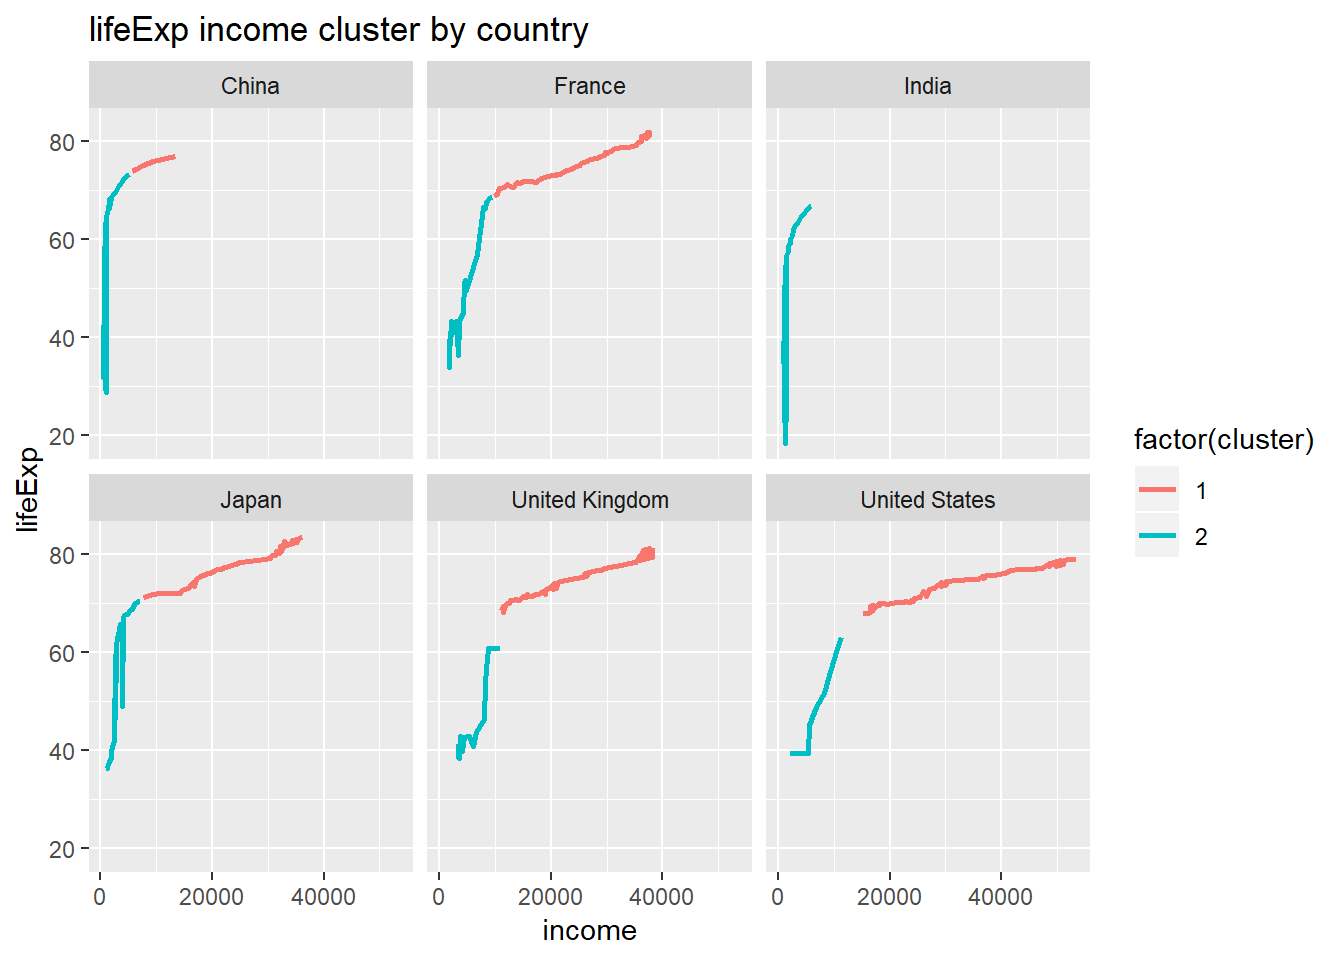 lifeExp income cluster by country
China France India
80
60
40
20
Japan United Kingdom United States
80
60
40
20
0 20000 40000 0 20000 40000 0 20000 40000
income
lifeExp
factor(cluster)
1
2